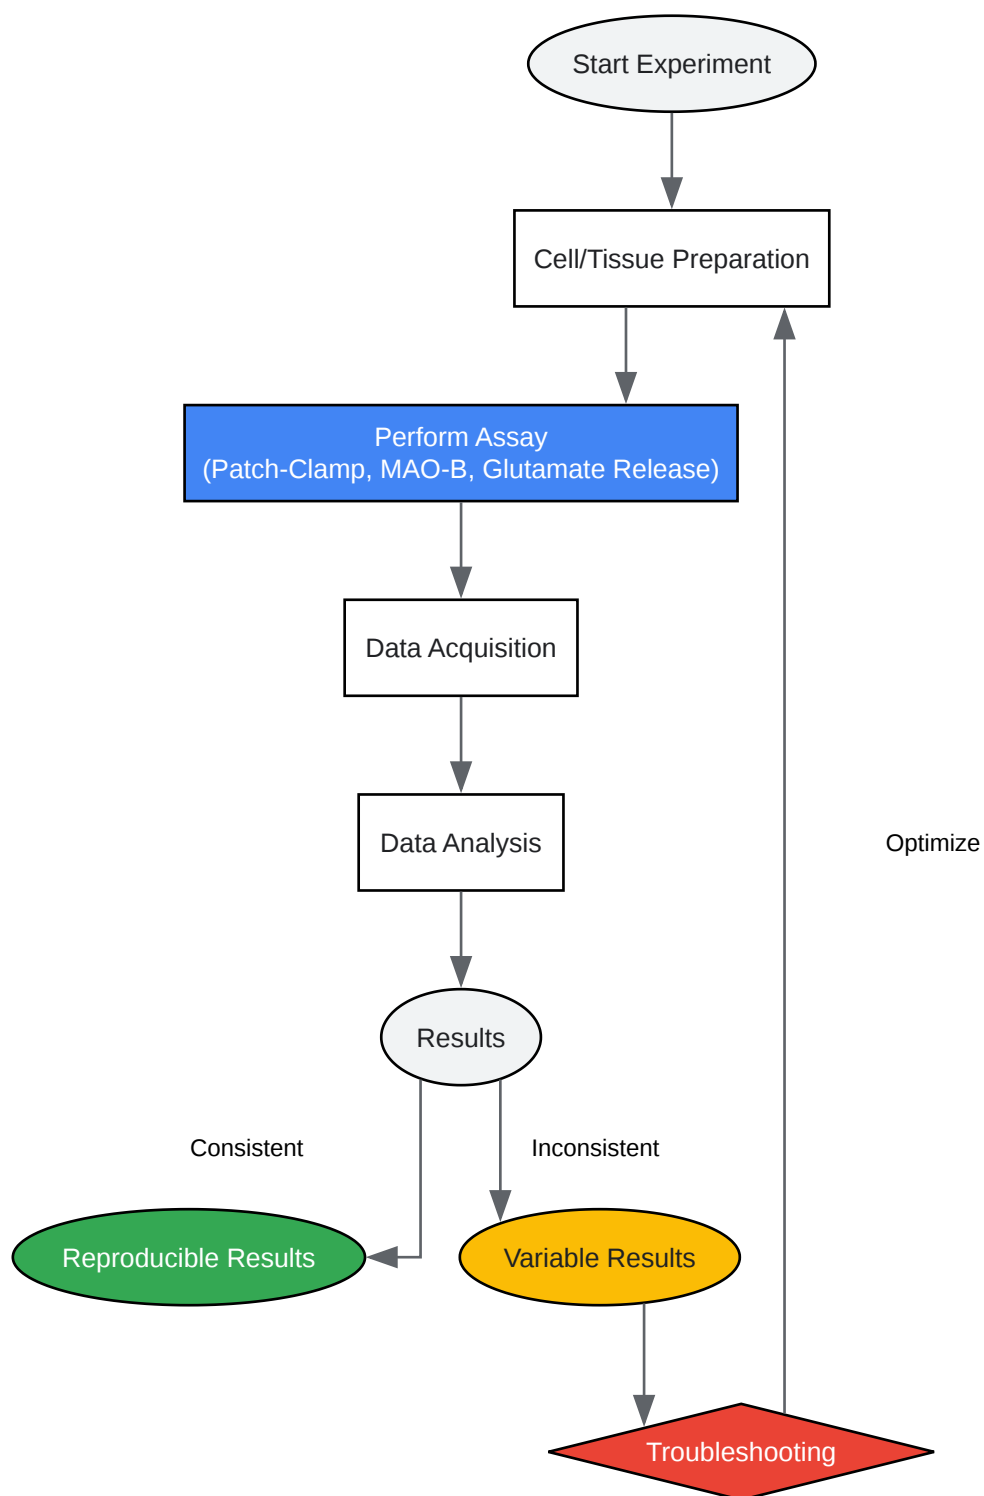 Start Experiment
Cell/Tissue Preparation
Perform Assay
(Patch-Clamp, MAO-B, Glutamate Release)
Data Acquisition
Data Analysis
Optimize
Results
Consistent
Inconsistent
Reproducible Results
Variable Results
Troubleshooting